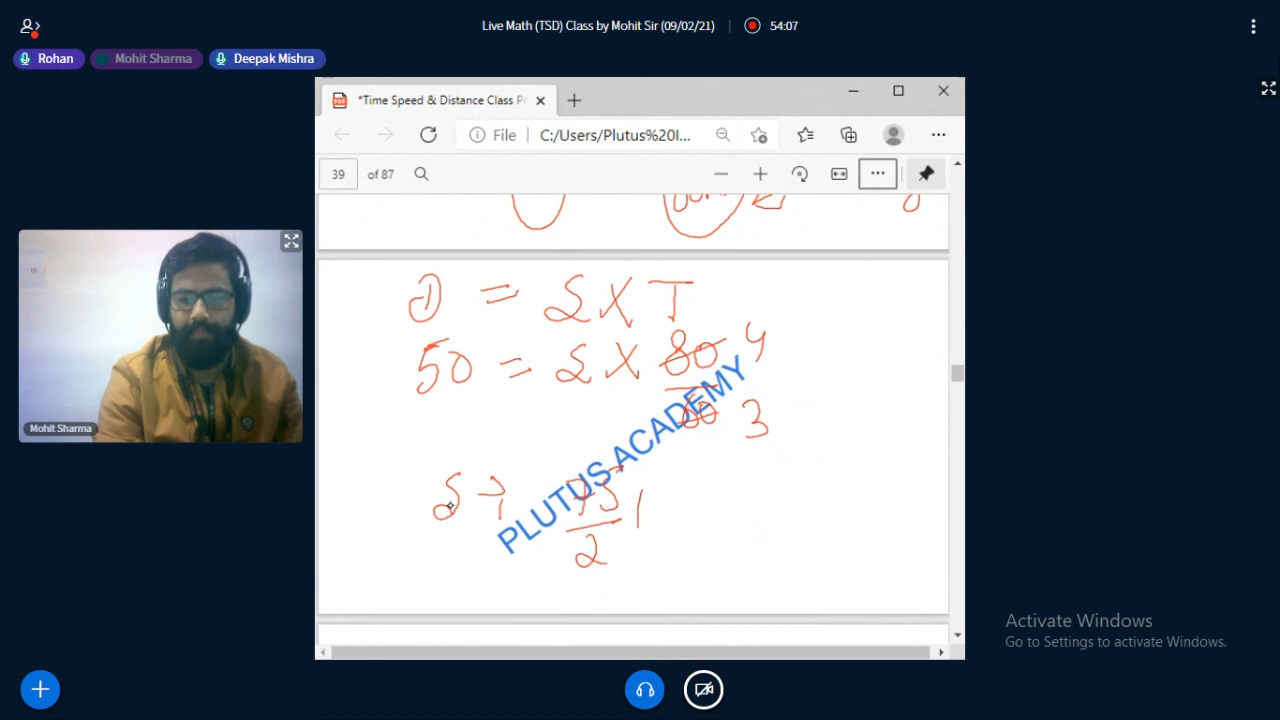 Live Math (TSD) Class by Mohit Sir (09/02/21)
54:07
Rohan
Mohit Sharma
Deepak Mishra
*Time Speed & Distance Class Pr
File
C:/Users/Plutus%20I...
39
of 87
D = S X T
50 = S X 80 4
60 3
S →
75
2
PLUTUS ACADEMY
Mohit Sharma
Activate Windows
Go to Settings to activate Windows.